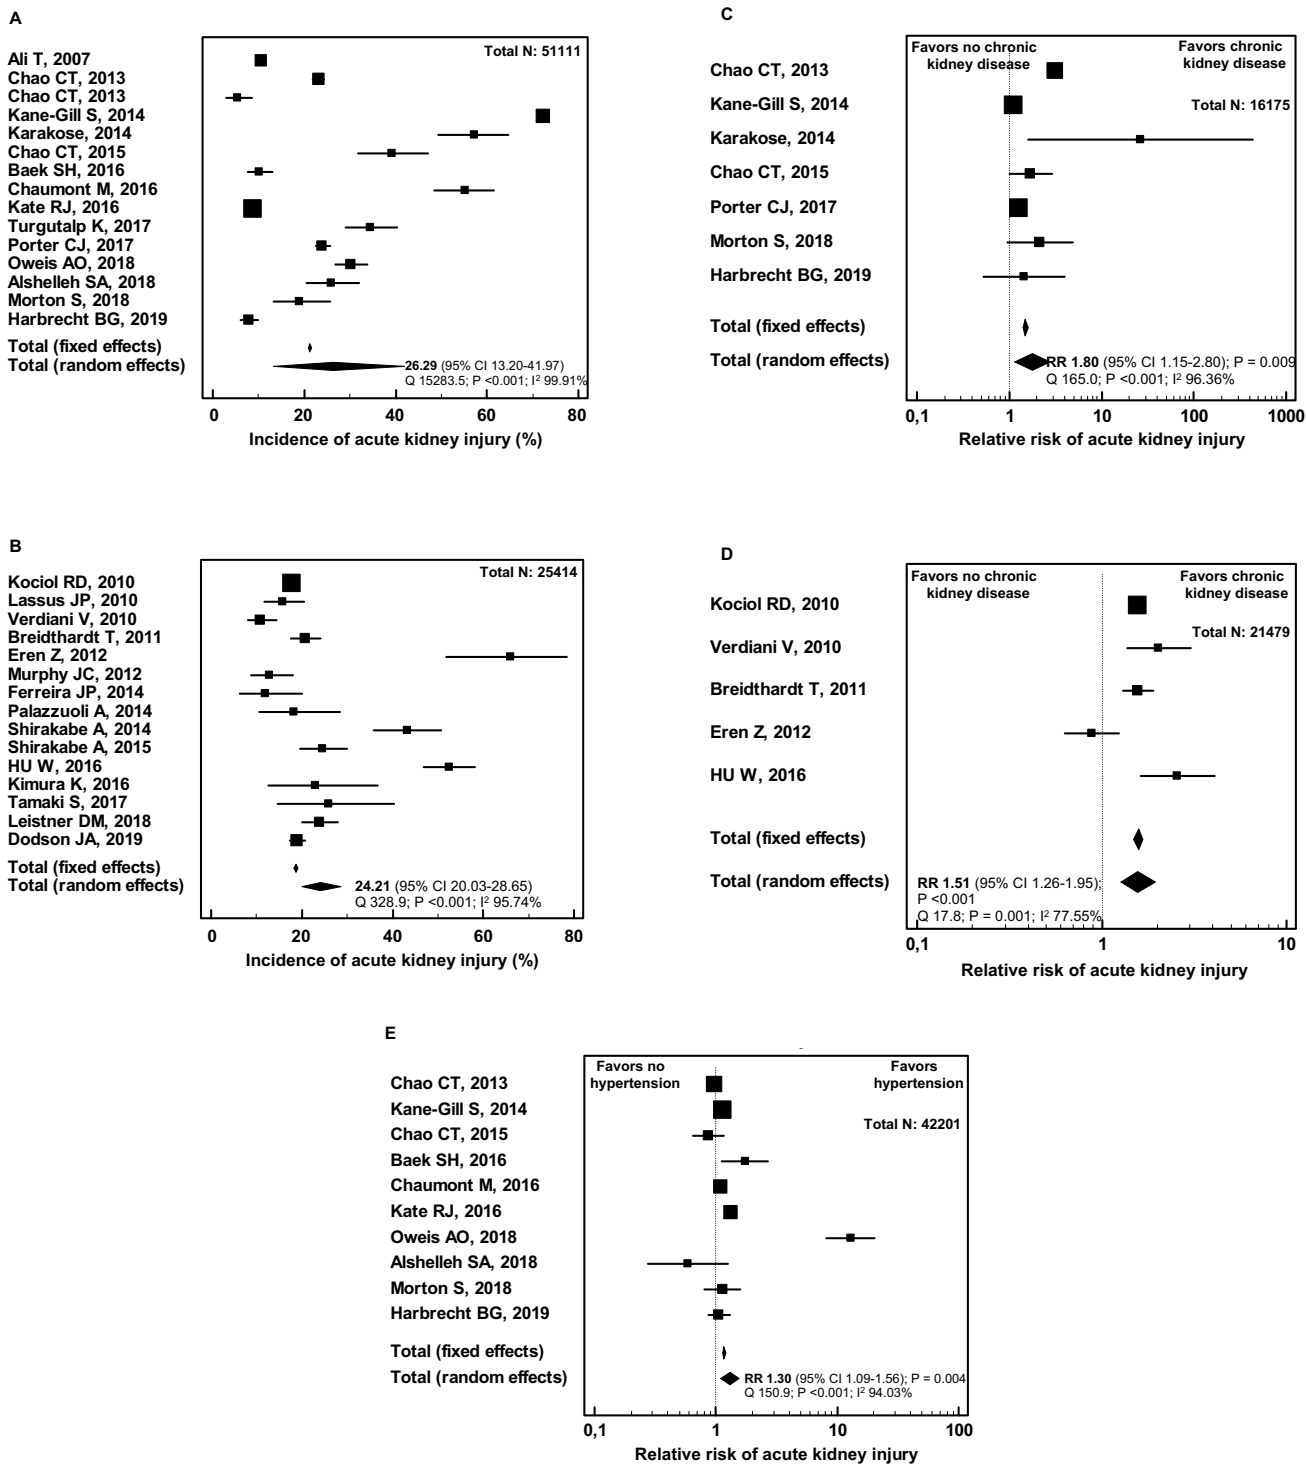 A
Total N: 51111
Ali T, 2007
Chao CT, 2013
Chao CT, 2013
Kane-Gill S, 2014
Karakose, 2014
Chao CT, 2015
Baek SH, 2016
Chaumont M, 2016
Kate RJ, 2016
Turgutalp K, 2017
Porter CJ, 2017
Oweis AO, 2018
Alshelleh SA, 2018
Morton S, 2018
Harbrecht BG, 2019
Total (fixed effects)
Total (random effects)
26.29 (95% CI 13.20-41.97)
Q 15283.5; P <0.001; I² 99.91%
0 20 40 60 80
Incidence of acute kidney injury (%)
C
Favors no chronic
kidney disease
Favors chronic
kidney disease
Total N: 16175
Chao CT, 2013
Kane-Gill S, 2014
Karakose, 2014
Chao CT, 2015
Porter CJ, 2017
Morton S, 2018
Harbrecht BG, 2019
Total (fixed effects)
Total (random effects)
RR 1.80 (95% CI 1.15-2.80); P = 0.009
Q 165.0; P <0.001; I² 96.36%
0,1 1 10 100 1000
Relative risk of acute kidney injury
B
Total N: 25414
Kociol RD, 2010
Lassus JP, 2010
Verdiani V, 2010
Breidthardt T, 2011
Eren Z, 2012
Murphy JC, 2012
Ferreira JP, 2014
Palazzuoli A, 2014
Shirakabe A, 2014
Shirakabe A, 2015
HU W, 2016
Kimura K, 2016
Tamaki S, 2017
Leistner DM, 2018
Dodson JA, 2019
Total (fixed effects)
Total (random effects)
24.21 (95% CI 20.03-28.65)
Q 328.9; P <0.001; I² 95.74%
0 20 40 60 80
Incidence of acute kidney injury (%)
D
Favors no chronic
kidney disease
Favors chronic
kidney disease
Total N: 21479
Kociol RD, 2010
Verdiani V, 2010
Breidthardt T, 2011
Eren Z, 2012
HU W, 2016
Total (fixed effects)
Total (random effects)
RR 1.51 (95% CI 1.26-1.95);
P <0.001
Q 17.8; P = 0.001; I² 77.55%
0,1 1 10
Relative risk of acute kidney injury
E
Favors no
hypertension
Favors
hypertension
Total N: 42201
Chao CT, 2013
Kane-Gill S, 2014
Chao CT, 2015
Baek SH, 2016
Chaumont M, 2016
Kate RJ, 2016
Oweis AO, 2018
Alshelleh SA, 2018
Morton S, 2018
Harbrecht BG, 2019
Total (fixed effects)
Total (random effects)
RR 1.30 (95% CI 1.09-1.56); P = 0.004
Q 150.9; P <0.001; I² 94.03%
0,1 1 10 100
Relative risk of acute kidney injury